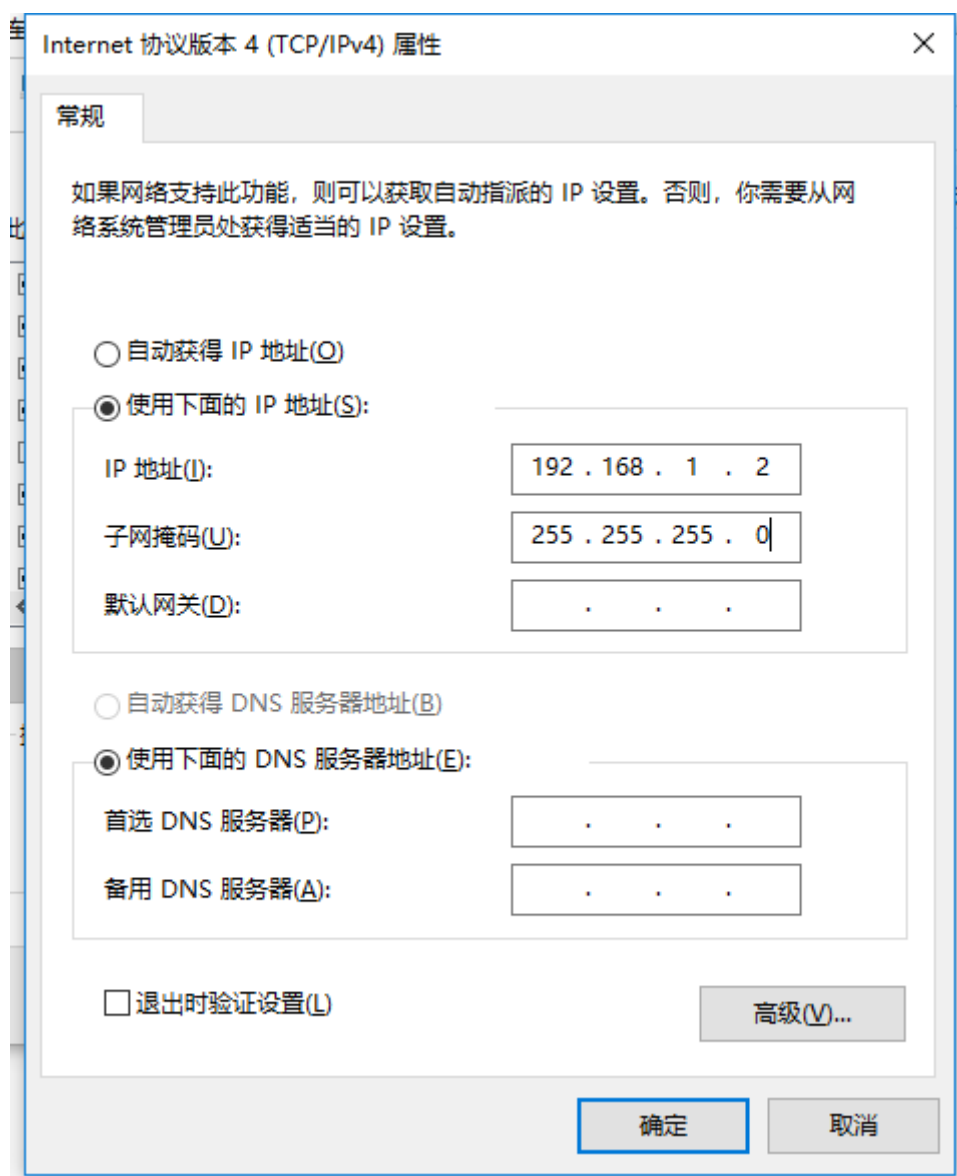 Internet 协议版本 4 (TCP/IPv4) 属性
常规
如果网络支持此功能，则可以获取自动指派的 IP 设置。否则，你需要从网
络系统管理员处获得适当的 IP 设置。
自动获得 IP 地址(O)
使用下面的 IP 地址(S):
IP 地址(I): 192 . 168 . 1 . 2
子网掩码(U): 255 . 255 . 255 . 0
默认网关(D): . . .
自动获得 DNS 服务器地址(B)
使用下面的 DNS 服务器地址(E):
首选 DNS 服务器(P): . . .
备用 DNS 服务器(A): . . .
退出时验证设置(L)
高级(V)...
确定 取消